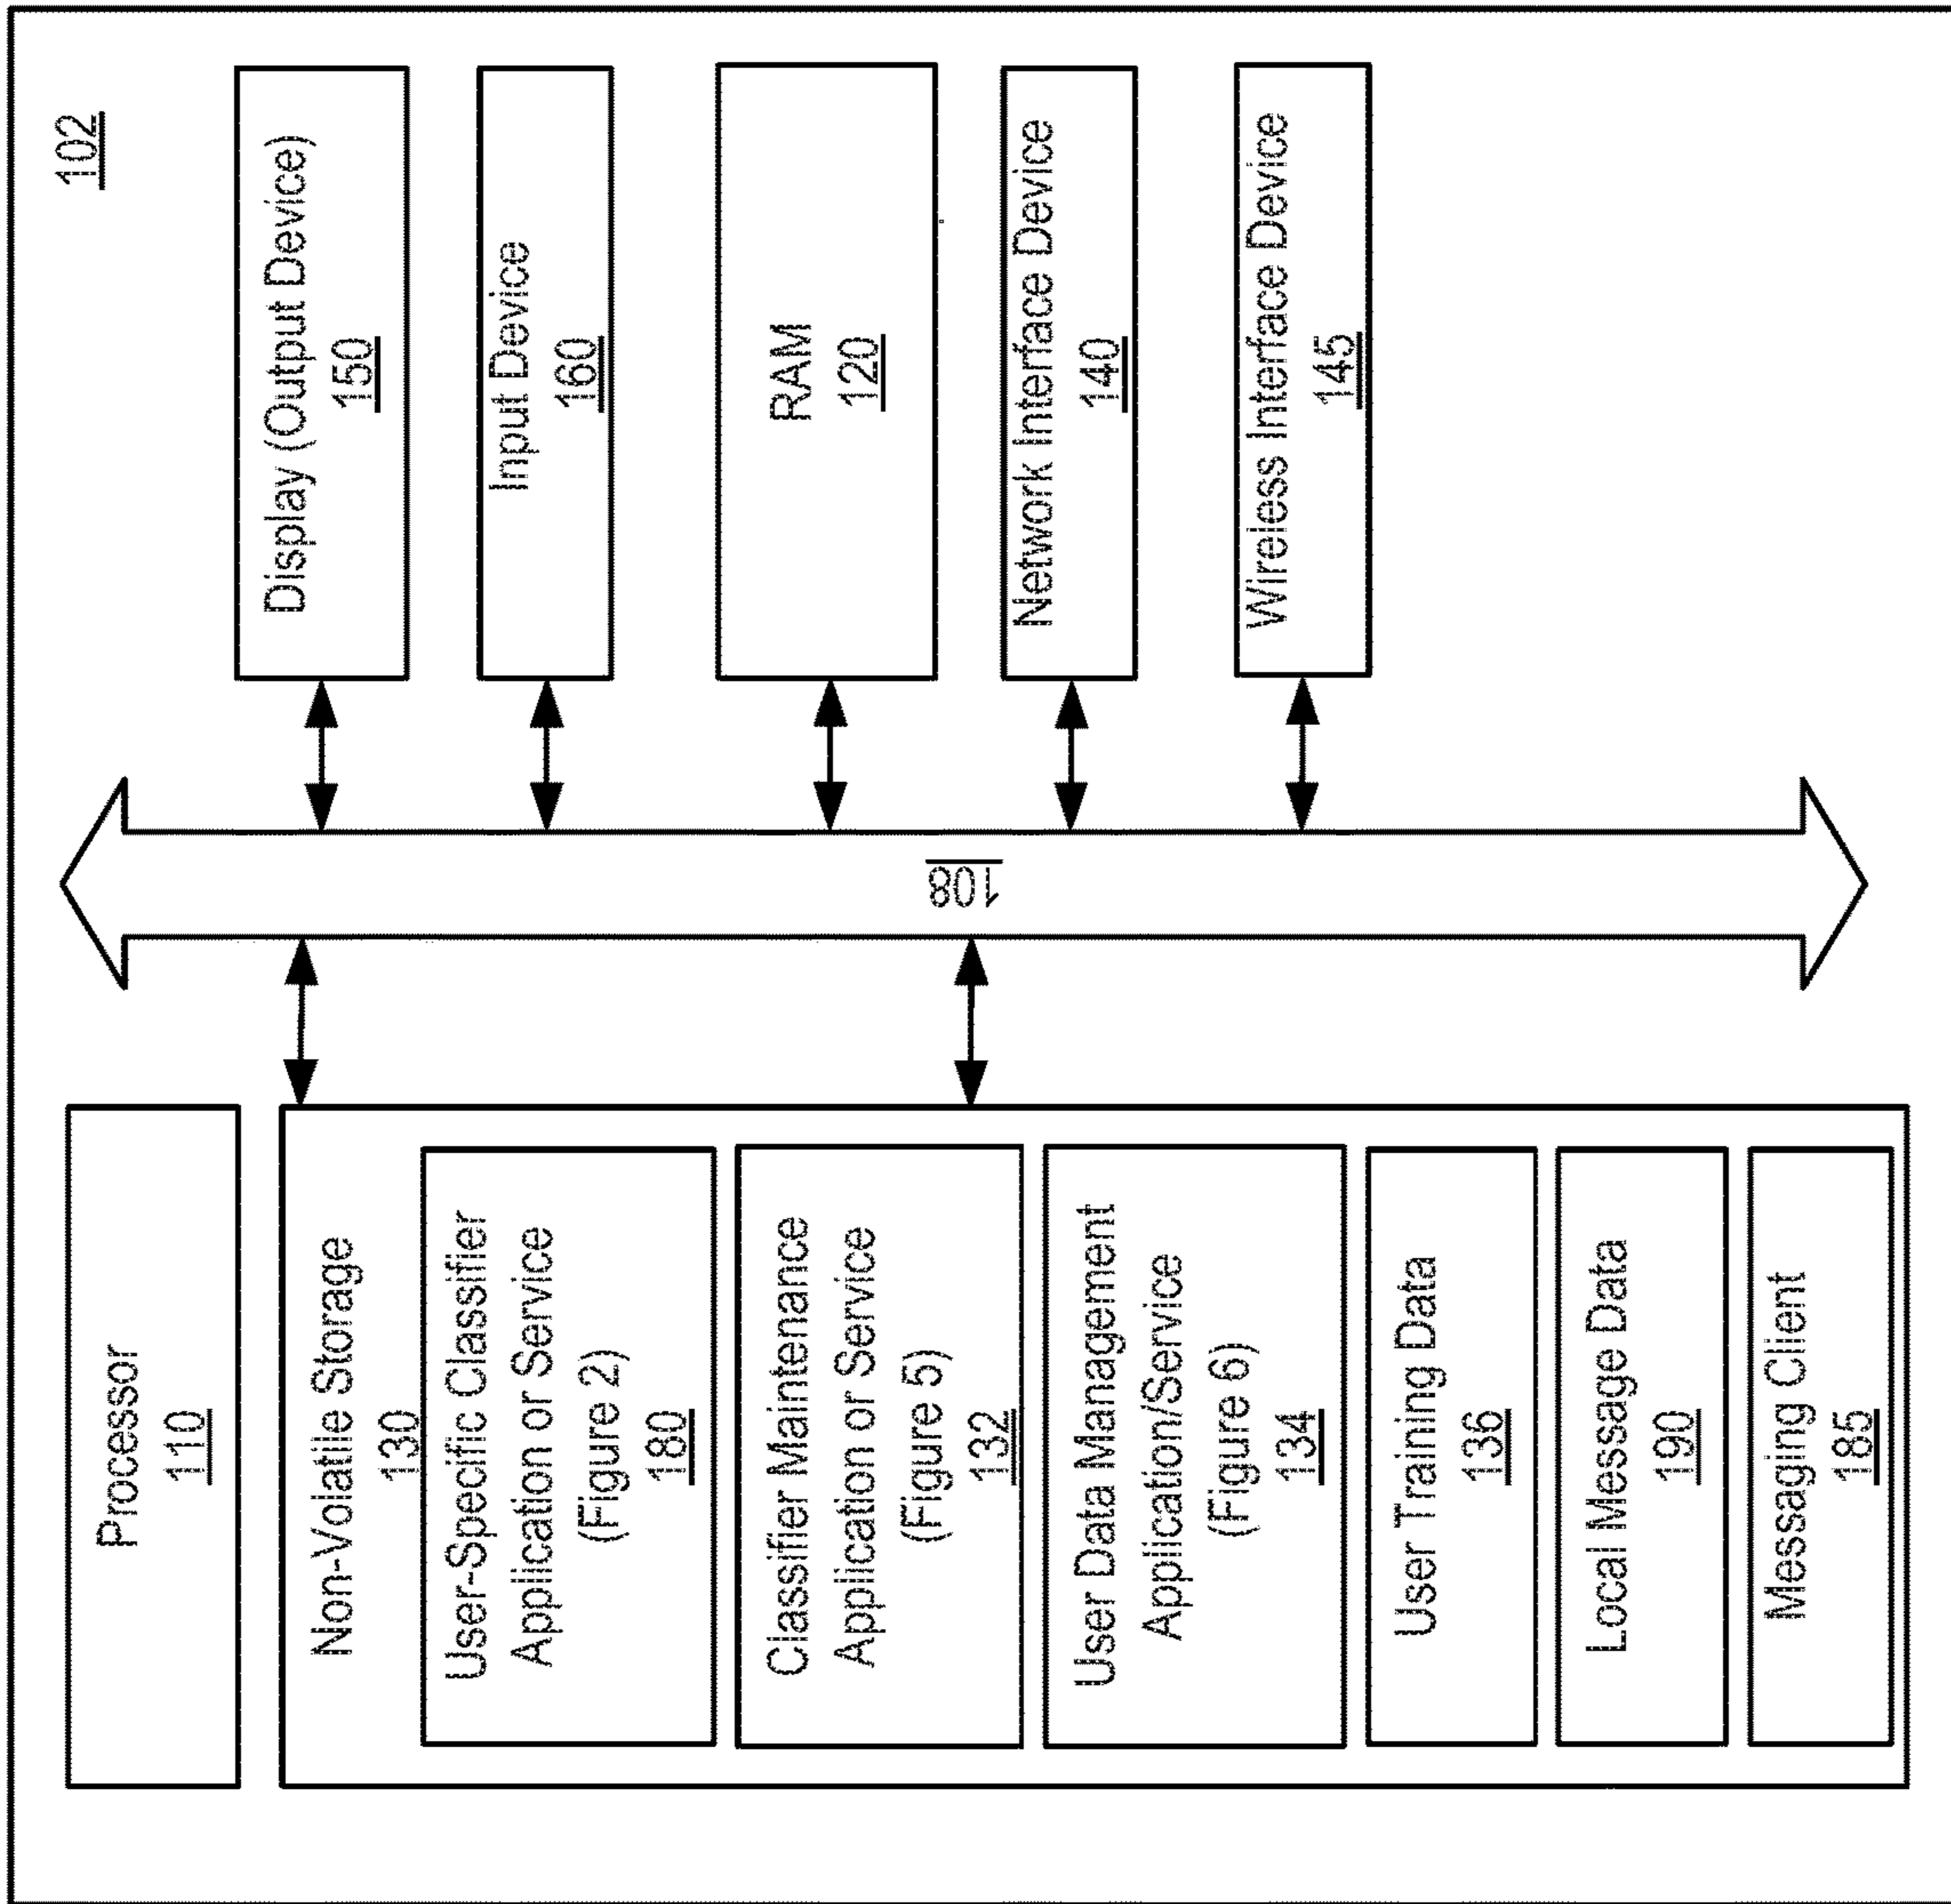 102
Processor
110
Non-Volatile Storage
130
User-Specific Classifier
Application or Service
(Figure 2)
180
Classifier Maintenance
Application or Service
(Figure 5)
132
User Data Management
Application/Service
(Figure 6)
134
User Training Data
136
Local Message Data
190
Messaging Client
185
108
Display (Output Device)
150
Input Device
160
RAM
120
Network Interface Device
140
Wireless Interface Device
145